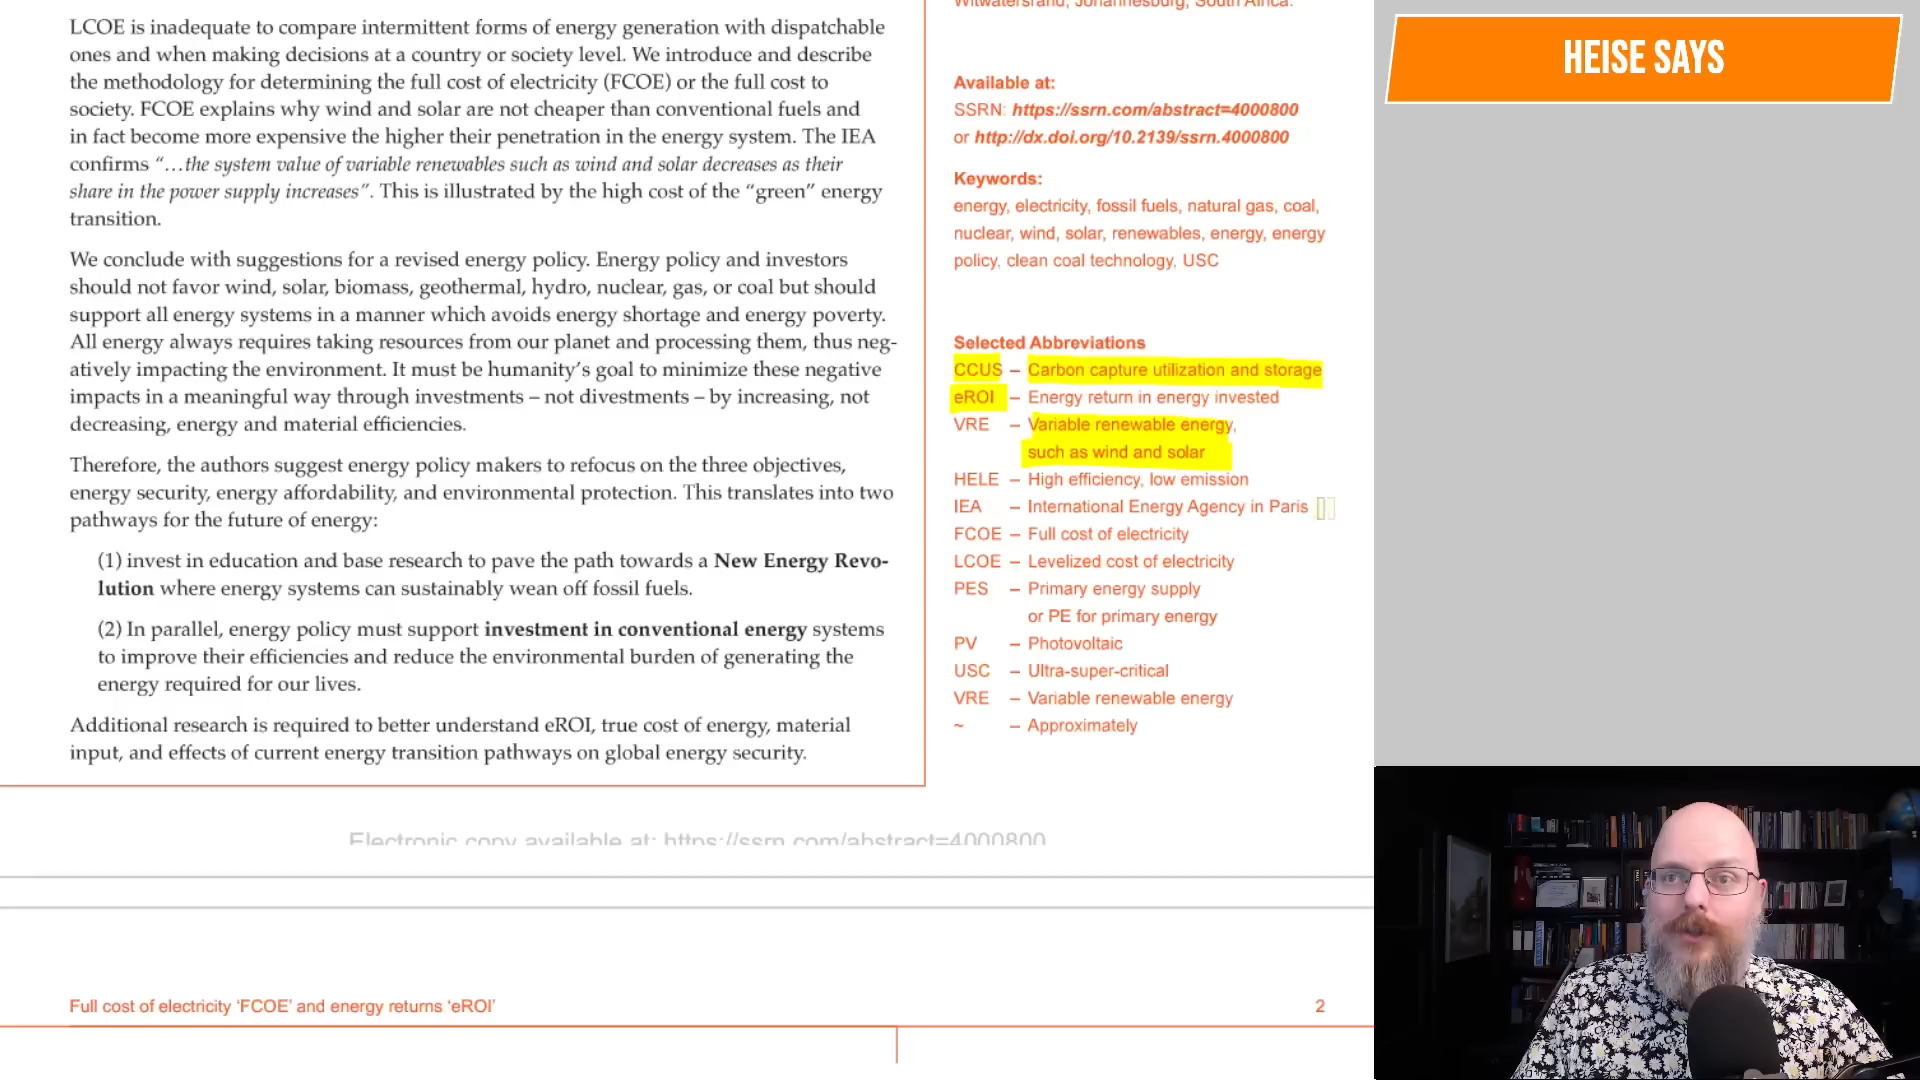 LCOE is inadequate to compare intermittent forms of energy generation with dispatchable
ones and when making decisions at a country or society level. We introduce and describe
the methodology for determining the full cost of electricity (FCOE) or the full cost to
society. FCOE explains why wind and solar are not cheaper than conventional fuels and
in fact become more expensive the higher their penetration in the energy system. The IEA
confirms “…the system value of variable renewables such as wind and solar decreases as their
share in the power supply increases”. This is illustrated by the high cost of the “green” energy
transition.
We conclude with suggestions for a revised energy policy. Energy policy and investors
should not favor wind, solar, biomass, geothermal, hydro, nuclear, gas, or coal but should
support all energy systems in a manner which avoids energy shortage and energy poverty.
All energy always requires taking resources from our planet and processing them, thus neg-
atively impacting the environment. It must be humanity’s goal to minimize these negative
impacts in a meaningful way through investments – not divestments – by increasing, not
decreasing, energy and material efficiencies.
Therefore, the authors suggest energy policy makers to refocus on the three objectives,
energy security, energy affordability, and environmental protection. This translates into two
pathways for the future of energy:
(1) invest in education and base research to pave the path towards a New Energy Revo-
lution where energy systems can sustainably wean off fossil fuels.
(2) In parallel, energy policy must support investment in conventional energy systems
to improve their efficiencies and reduce the environmental burden of generating the
energy required for our lives.
Additional research is required to better understand eROI, true cost of energy, material
input, and effects of current energy transition pathways on global energy security.
Witwatersrand, Johannesburg, South Africa.
Available at:
SSRN: https://ssrn.com/abstract=4000800
or http://dx.doi.org/10.2139/ssrn.4000800
Keywords:
energy, electricity, fossil fuels, natural gas, coal,
nuclear, wind, solar, renewables, energy, energy
policy, clean coal technology, USC
Selected Abbreviations
CCUS – Carbon capture utilization and storage
eROI – Energy return in energy invested
VRE – Variable renewable energy,
such as wind and solar
HELE – High efficiency, low emission
IEA – International Energy Agency in Paris
FCOE – Full cost of electricity
LCOE – Levelized cost of electricity
PES – Primary energy supply
or PE for primary energy
PV – Photovoltaic
USC – Ultra-super-critical
VRE – Variable renewable energy
~ – Approximately
Electronic copy available at: https://ssrn.com/abstract=4000800
Full cost of electricity ‘FCOE’ and energy returns ‘eROI’
2
HEISE SAYS